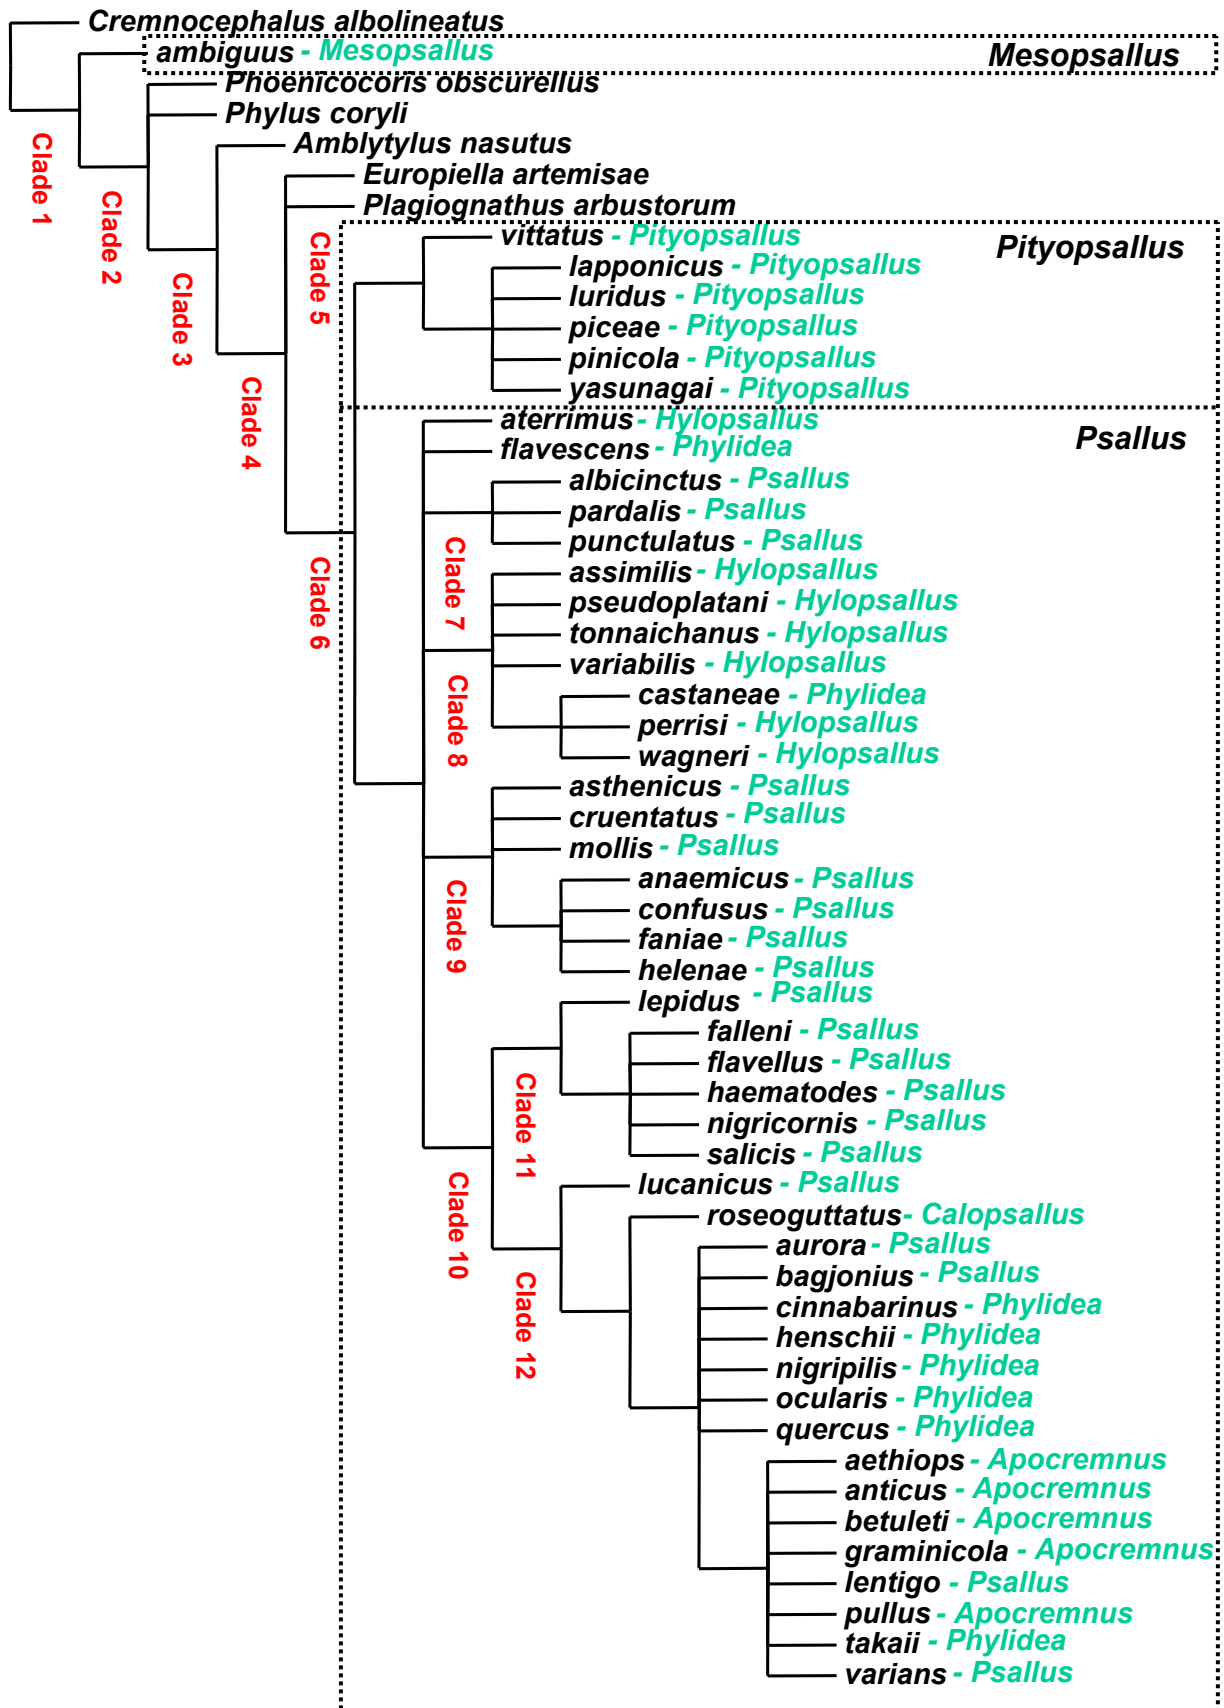 Cremnocephalus albolineatus
ambiguus - Mesopsallus
Mesopsallus
Phoenicocoris obscurellus
Phylus coryli
Clade 1
Amblytylus nasutus
Europiella artemisae
Clade 2
Plagiognathus arbustorum
vittatus - Pityopsallus
Pityopsallus
Clade 5
lapponicus - Pityopsallus
Clade 3
luridus - Pityopsallus
piceae - Pityopsallus
pinicola - Pityopsallus
yasunagai - Pityopsallus
Clade 4
aterrimus - Hylopsallus
Psallus
flavescens - Phylidea
albicinctus - Psallus
pardalis - Psallus
punctulatus - Psallus
Clade 7
assimilis - Hylopsallus
Clade 6
pseudoplatani - Hylopsallus
tonnaichanus - Hylopsallus
variabilis - Hylopsallus
Clade 8
castaneae - Phylidea
perrisi - Hylopsallus
wagneri - Hylopsallus
asthenicus - Psallus
cruentatus - Psallus
mollis - Psallus
anaemicus - Psallus
Clade 9
confusus - Psallus
faniae - Psallus
helenae - Psallus
lepidus - Psallus
falleni - Psallus
flavellus - Psallus
Clade 11
haematodes - Psallus
nigricornis - Psallus
salicis - Psallus
lucanicus - Psallus
Clade 10
roseoguttatus - Calopsallus
aurora - Psallus
bagjonius - Psallus
Clade 12
cinnabarinus - Phylidea
henschii - Phylidea
nigripilis - Phylidea
ocularis - Phylidea
quercus - Phylidea
aethiops - Apocremnus
anticus - Apocremnus
betuleti - Apocremnus
graminicola - Apocremnus
lentigo - Psallus
pullus - Apocremnus
takaii - Phylidea
varians - Psallus